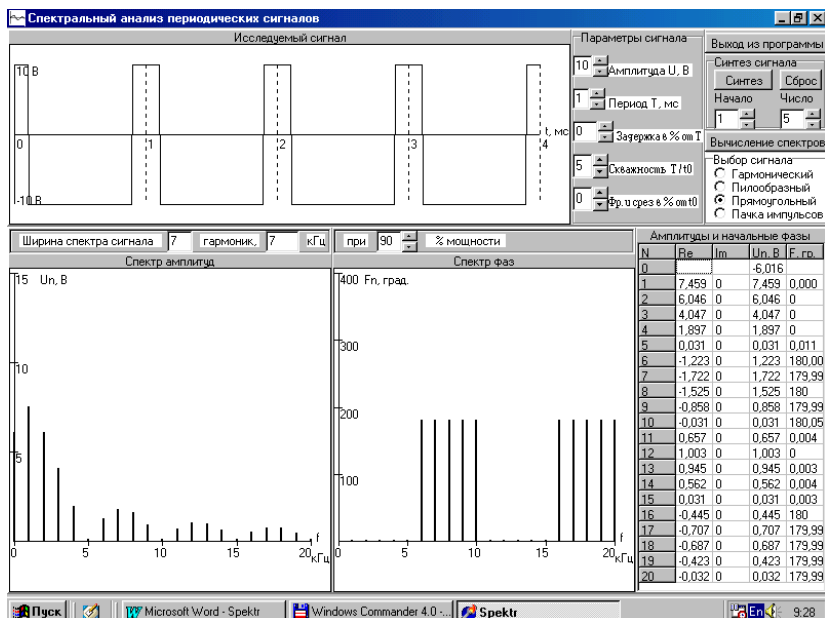 Спектральный анализ периодических сигналов
Исследуемый сигнал
10 В
0
1
2
3
4
t, мс
-10 В
Параметры сигнала
10 Амплитуда U, В
1 Период T, мс
0 Задержка в % от T
5 Скважность T/t0
0 Фр. и срез в % от t0
Выход из программы
Синтез сигнала
Синтез Сброс
Начало Число
1 5
Вычисление спектров
Выбор сигнала
Гармонический
Пилообразный
Прямоугольный
Пачка импульсов
Ширина спектра сигнала 7 гармоник, 7 кГц при 90 % мощности
Спектр амплитуд
15 Un, В
10
5
0 5 10 15 20
f
кГц
Спектр фаз
400 Fn, град.
300
200
100
0 5 10 15 20
f
кГц
Амплитуды и начальные фазы
N Re Im Un. В F. гр.
0 -6,016
1 7,459 0 7,459 0,000
2 6,046 0 6,046 0
3 4,047 0 4,047 0
4 1,897 0 1,897 0
5 0,031 0 0,031 0,011
6 -1,223 0 1,223 180,00
7 -1,722 0 1,722 179,99
8 -1,525 0 1,525 180
9 -0,858 0 0,858 179,99
10 -0,031 0 0,031 180,05
11 0,657 0 0,657 0,004
12 1,003 0 1,003 0
13 0,945 0 0,945 0,003
14 0,562 0 0,562 0,004
15 0,031 0 0,031 0,003
16 -0,445 0 0,445 180
17 -0,707 0 0,707 179,99
18 -0,687 0 0,687 179,99
19 -0,423 0 0,423 179,99
20 -0,032 0 0,032 179,99
Пуск Microsoft Word - Spektr Windows Commander 4.0 -... Spektr En 9:28